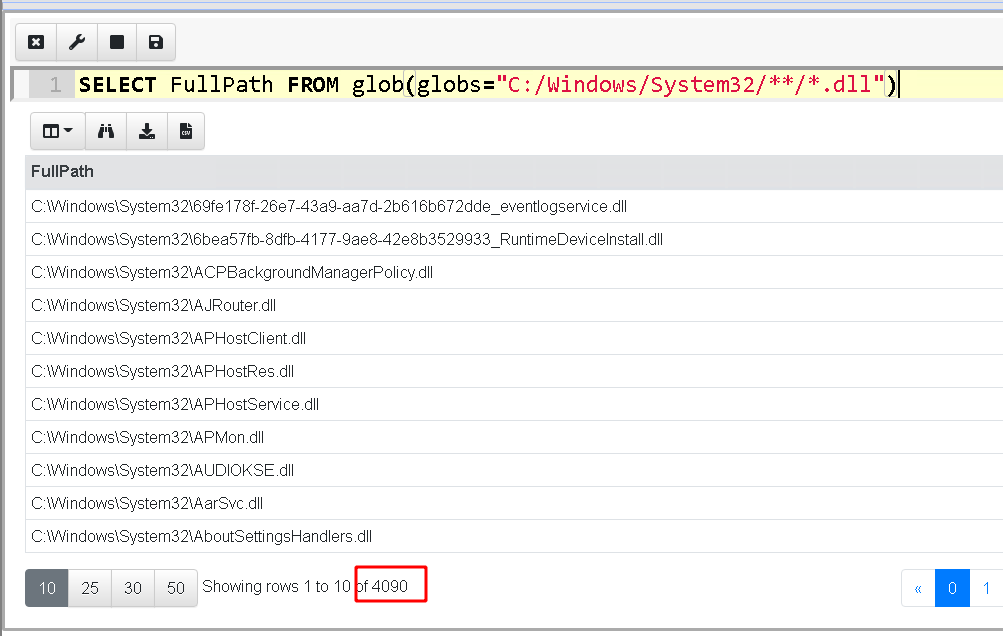 1 SELECT FullPath FROM glob(globs="C:/Windows/System32/**/*.dll")
CSV
FullPath
C:\Windows\System32\69fe178f-26e7-43a9-aa7d-2b616b672dde_eventlogservice.dll
C:\Windows\System32\6bea57fb-8dfb-4177-9ae8-42e8b3529933_RuntimeDeviceInstall.dll
C:\Windows\System32\ACPBackgroundManagerPolicy.dll
C:\Windows\System32\AJRouter.dll
C:\Windows\System32\APHostClient.dll
C:\Windows\System32\APHostRes.dll
C:\Windows\System32\APHostService.dll
C:\Windows\System32\APMon.dll
C:\Windows\System32\AUDIOKSE.dll
C:\Windows\System32\AarSvc.dll
C:\Windows\System32\AboutSettingsHandlers.dll
10 25 30 50 Showing rows 1 to 10 of 4090 « 0 1